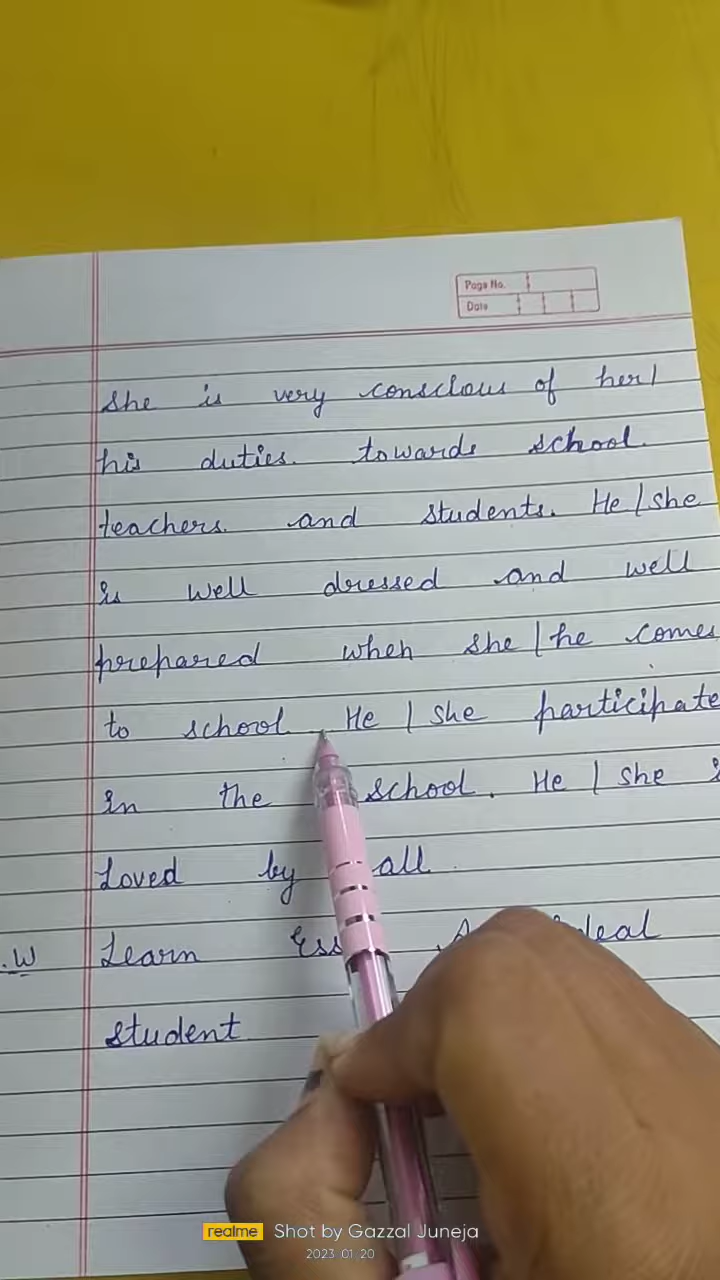 Page No.
Date
She is very conscious of her/
his duties. towards school.
teachers. and students. He/she
is well dressed and well
prepared when she/he comes
to school. He/she participate
in the school. He/she is
Loved by all.
.W Learn Ideal
student
realme Shot by Gazzal Juneja
2023.01.20